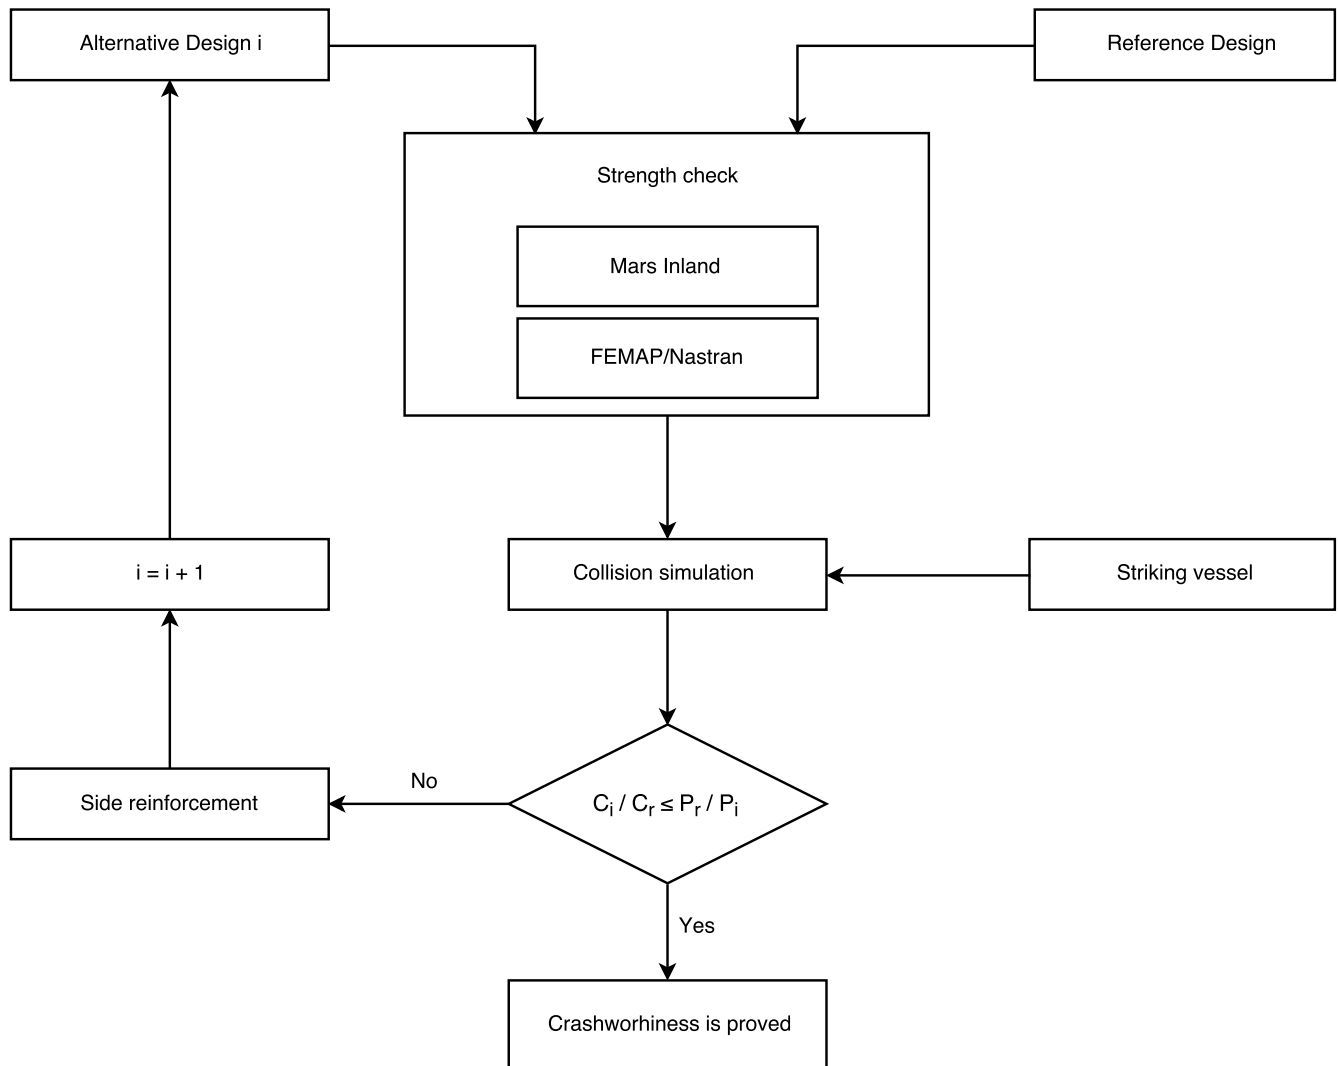 Alternative Design i
Reference Design
Strength check
Mars Inland
FEMAP/Nastran
i = i + 1
Collision simulation
Striking vessel
Side reinforcement
No
Ci / Cr ≤ Pr / Pi
Yes
Crashworhiness is proved